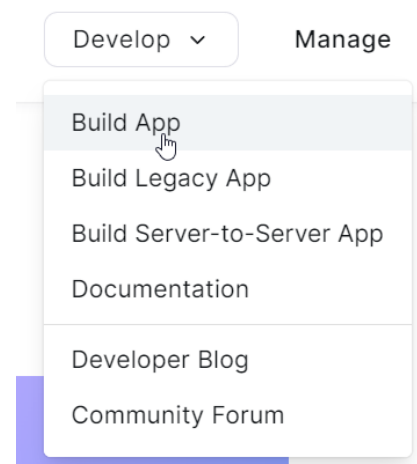 Develop Manage
Build App
Build Legacy App
Build Server-to-Server App
Documentation
Developer Blog
Community Forum